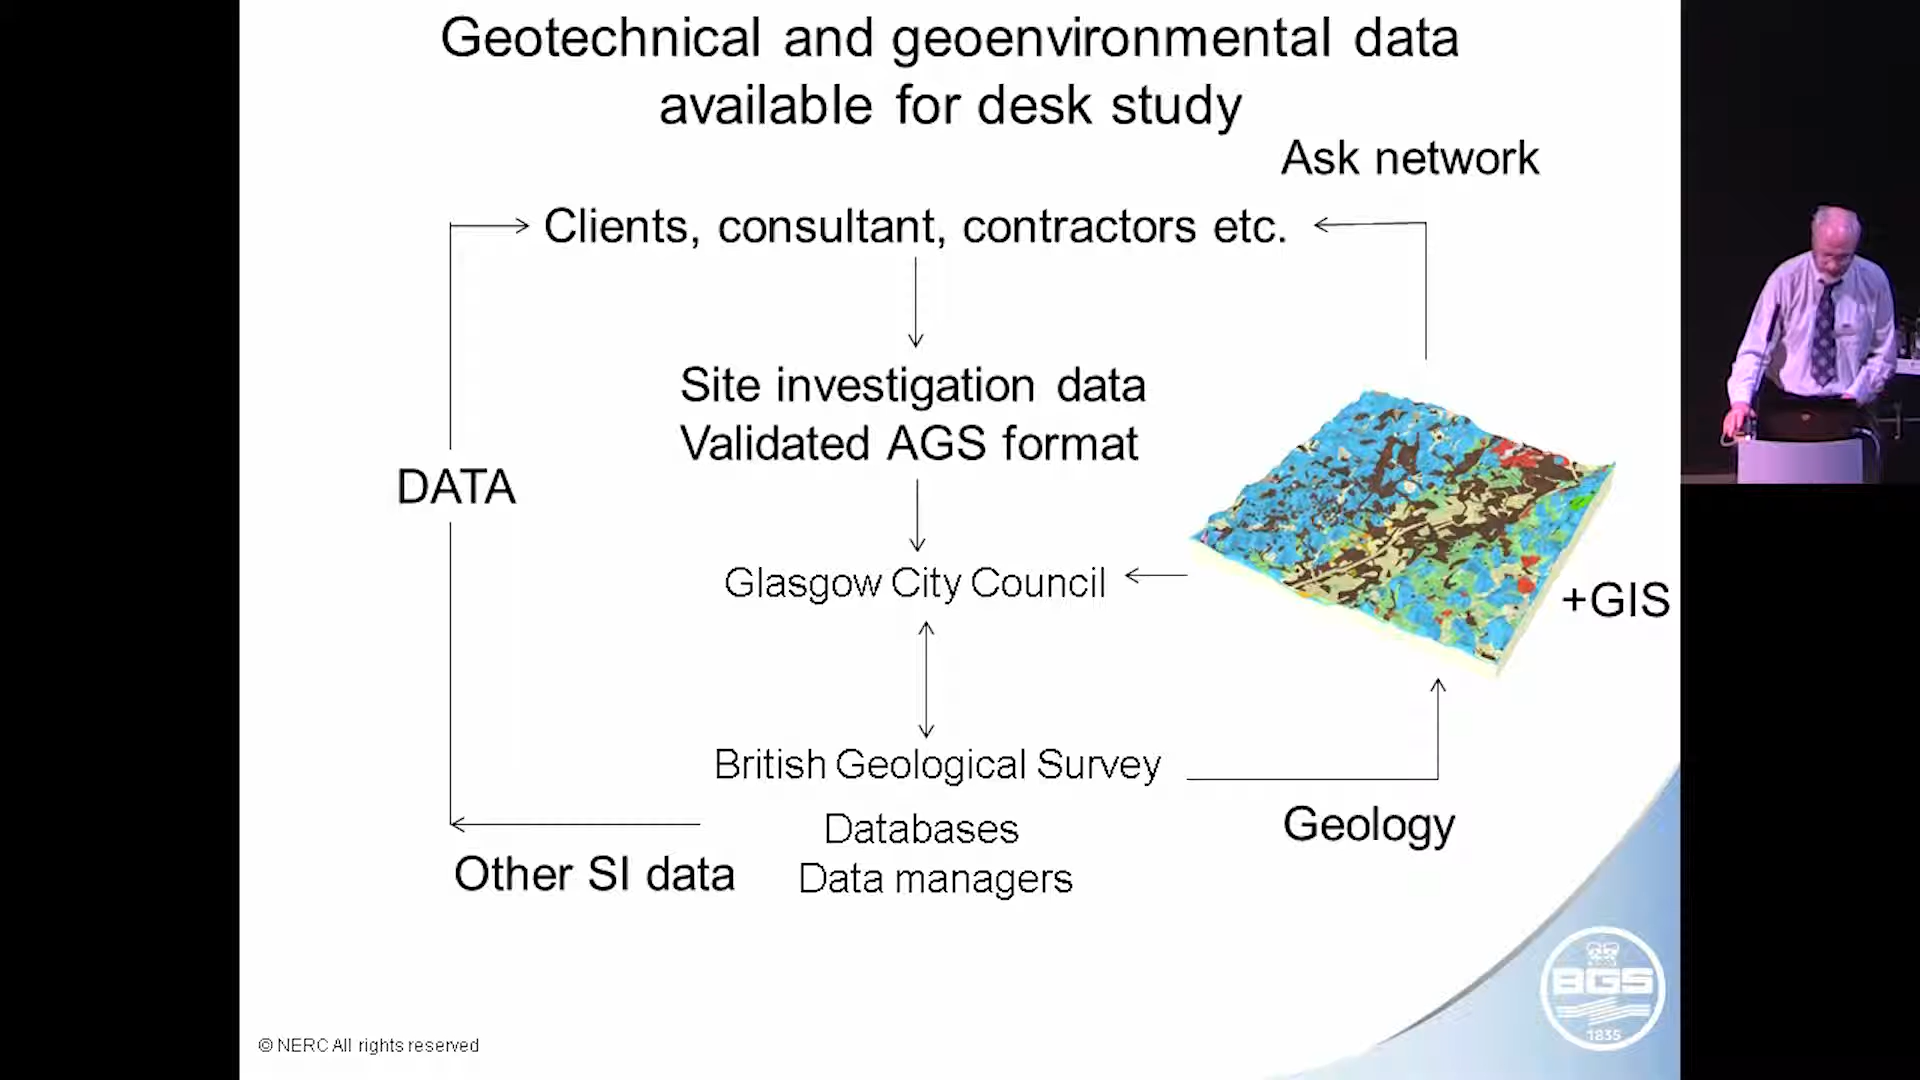 Geotechnical and geoenvironmental data
available for desk study
Ask network
Clients, consultant, contractors etc.
Site investigation data
Validated AGS format
DATA
Glasgow City Council
+GIS
British Geological Survey
Databases
Geology
Other SI data
Data managers
BGS
1835
© NERC All rights reserved